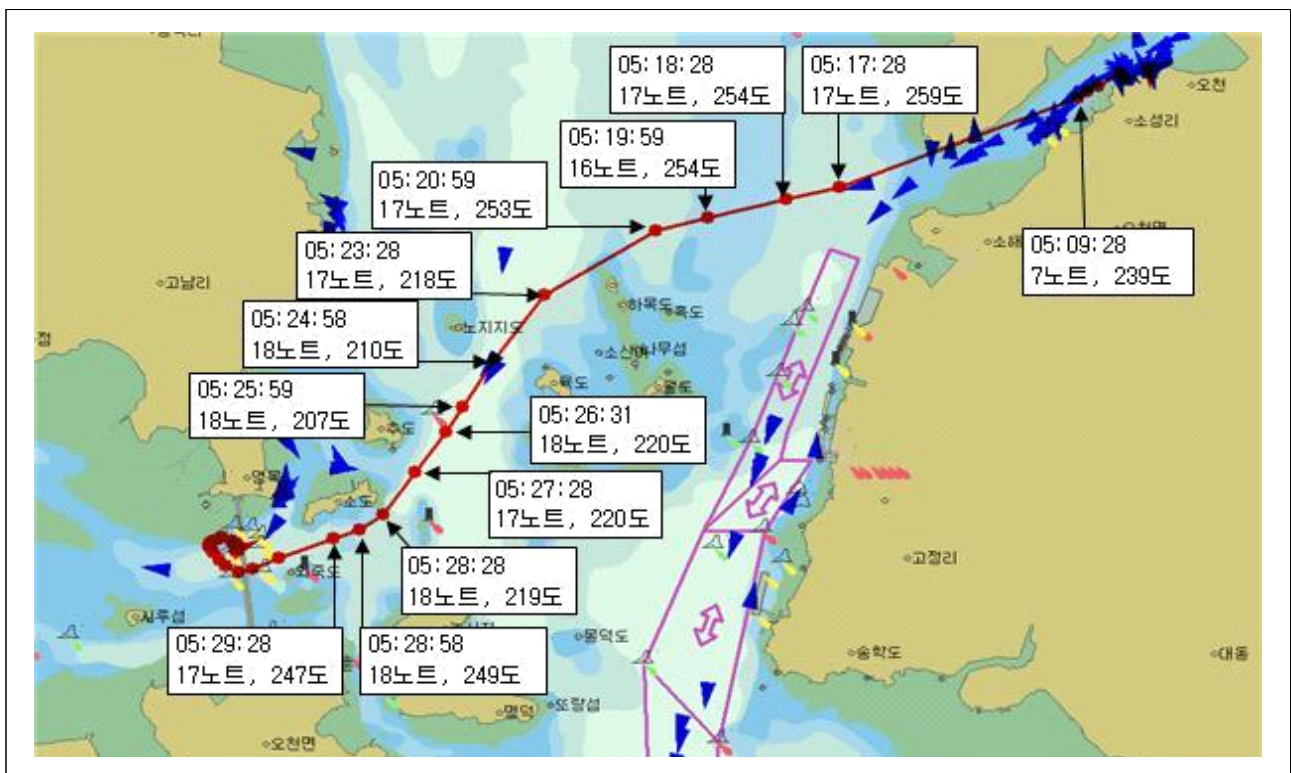 05:18:28
17노트, 254도
05:17:28
17노트, 259도
오천
소성리
05:19:59
16노트, 254도
05:20:59
17노트, 253도
05:23:28
17노트, 218도
05:09:28
7노트, 239도
고남리
하목도
노지지도
05:24:58
18노트, 210도
육도
추도
05:25:59
18노트, 207도
05:26:31
18노트, 220도
영목
소도
05:27:28
17노트, 220도
05:28:28
18노트, 219도
고정리
시루섬
몽덕도
05:29:28
17노트, 247도
05:28:58
18노트, 249도
송학도
대동
명덕
또랑섬
오천면